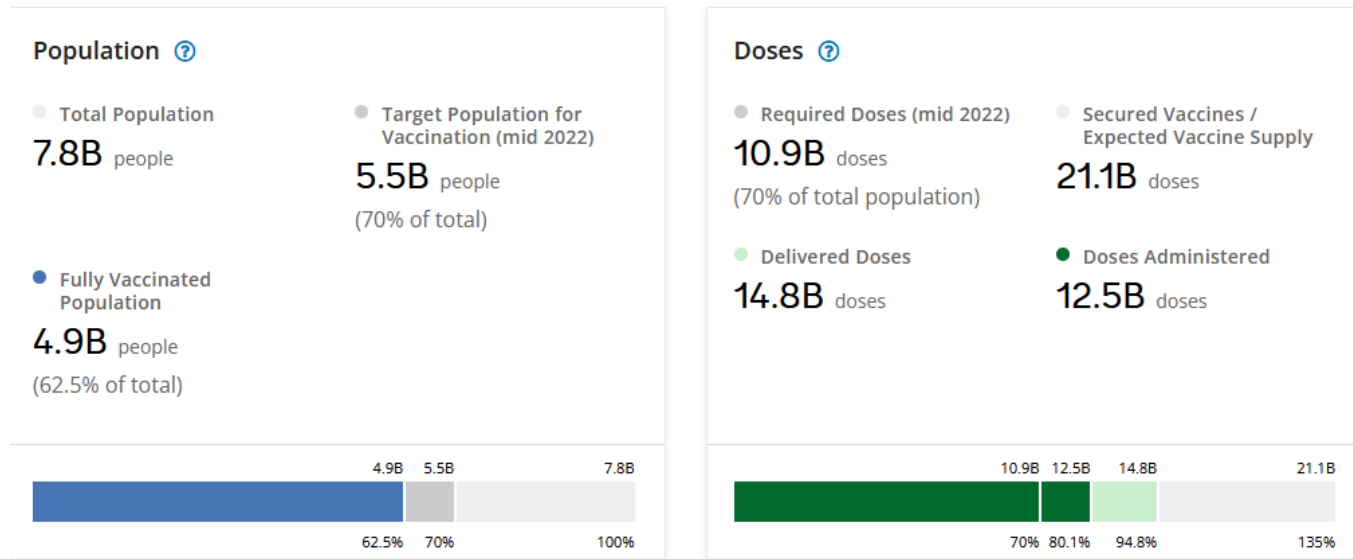 Population ?
Total Population
7.8B people
Target Population for
Vaccination (mid 2022)
5.5B people
(70% of total)
Fully Vaccinated
Population
4.9B people
(62.5% of total)
4.9B 5.5B 7.8B
62.5% 70% 100%
Doses ?
Required Doses (mid 2022)
10.9B doses
(70% of total population)
Secured Vaccines /
Expected Vaccine Supply
21.1B doses
Delivered Doses
14.8B doses
Doses Administered
12.5B doses
10.9B 12.5B 14.8B 21.1B
70% 80.1% 94.8% 135%